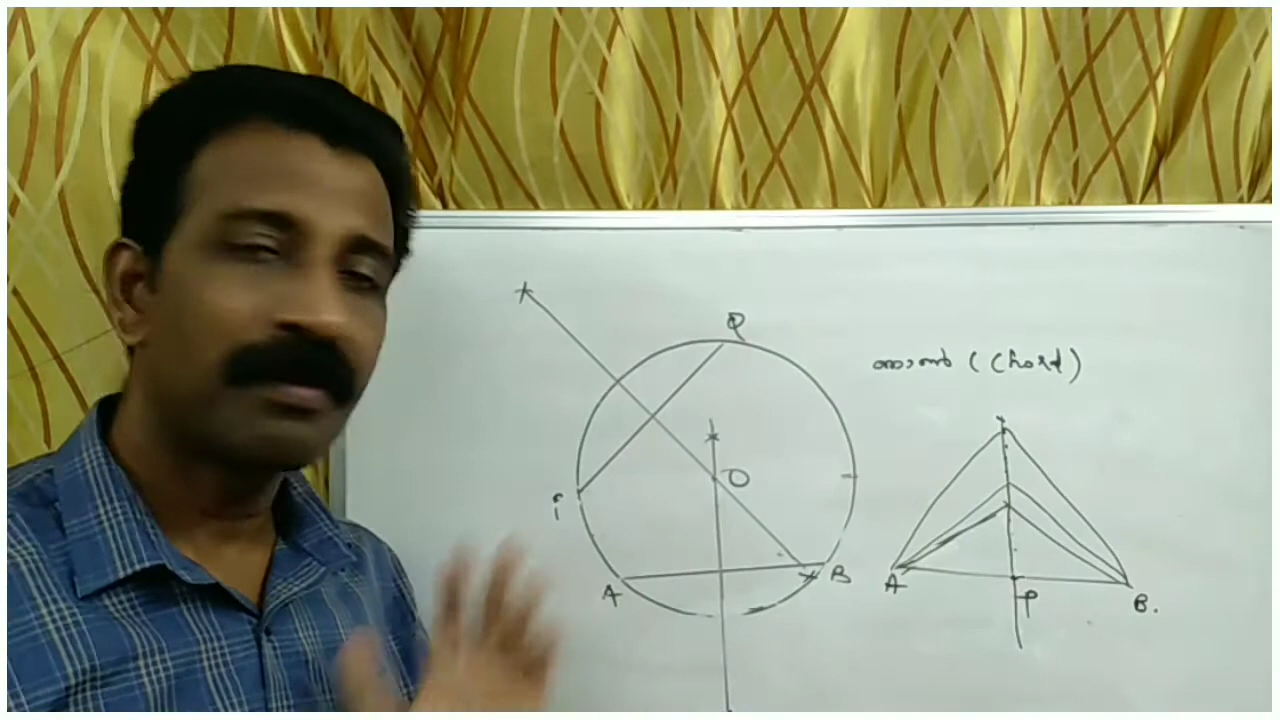 ഞാൺ (Chord)
Q
O
P
A B
A P B.